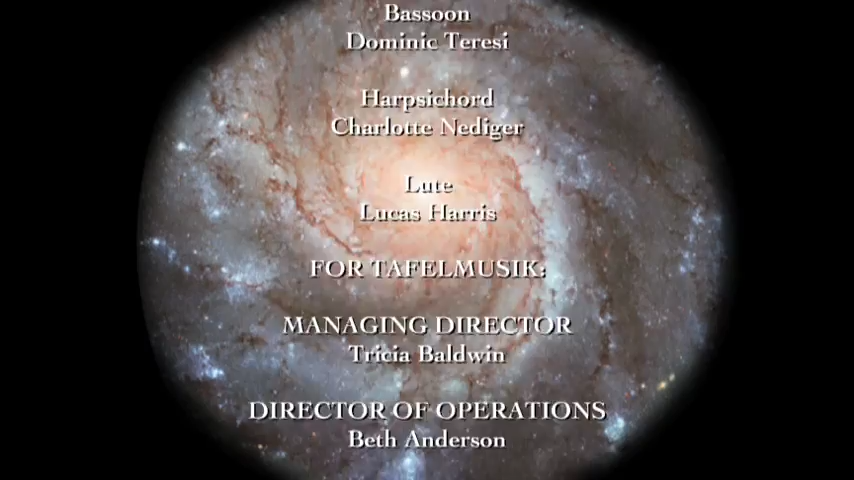 Bassoon
Dominic Teresi
Harpsichord
Charlotte Nediger
Lute
Lucas Harris
FOR TAFELMUSIK:
MANAGING DIRECTOR
Tricia Baldwin
DIRECTOR OF OPERATIONS
Beth Anderson